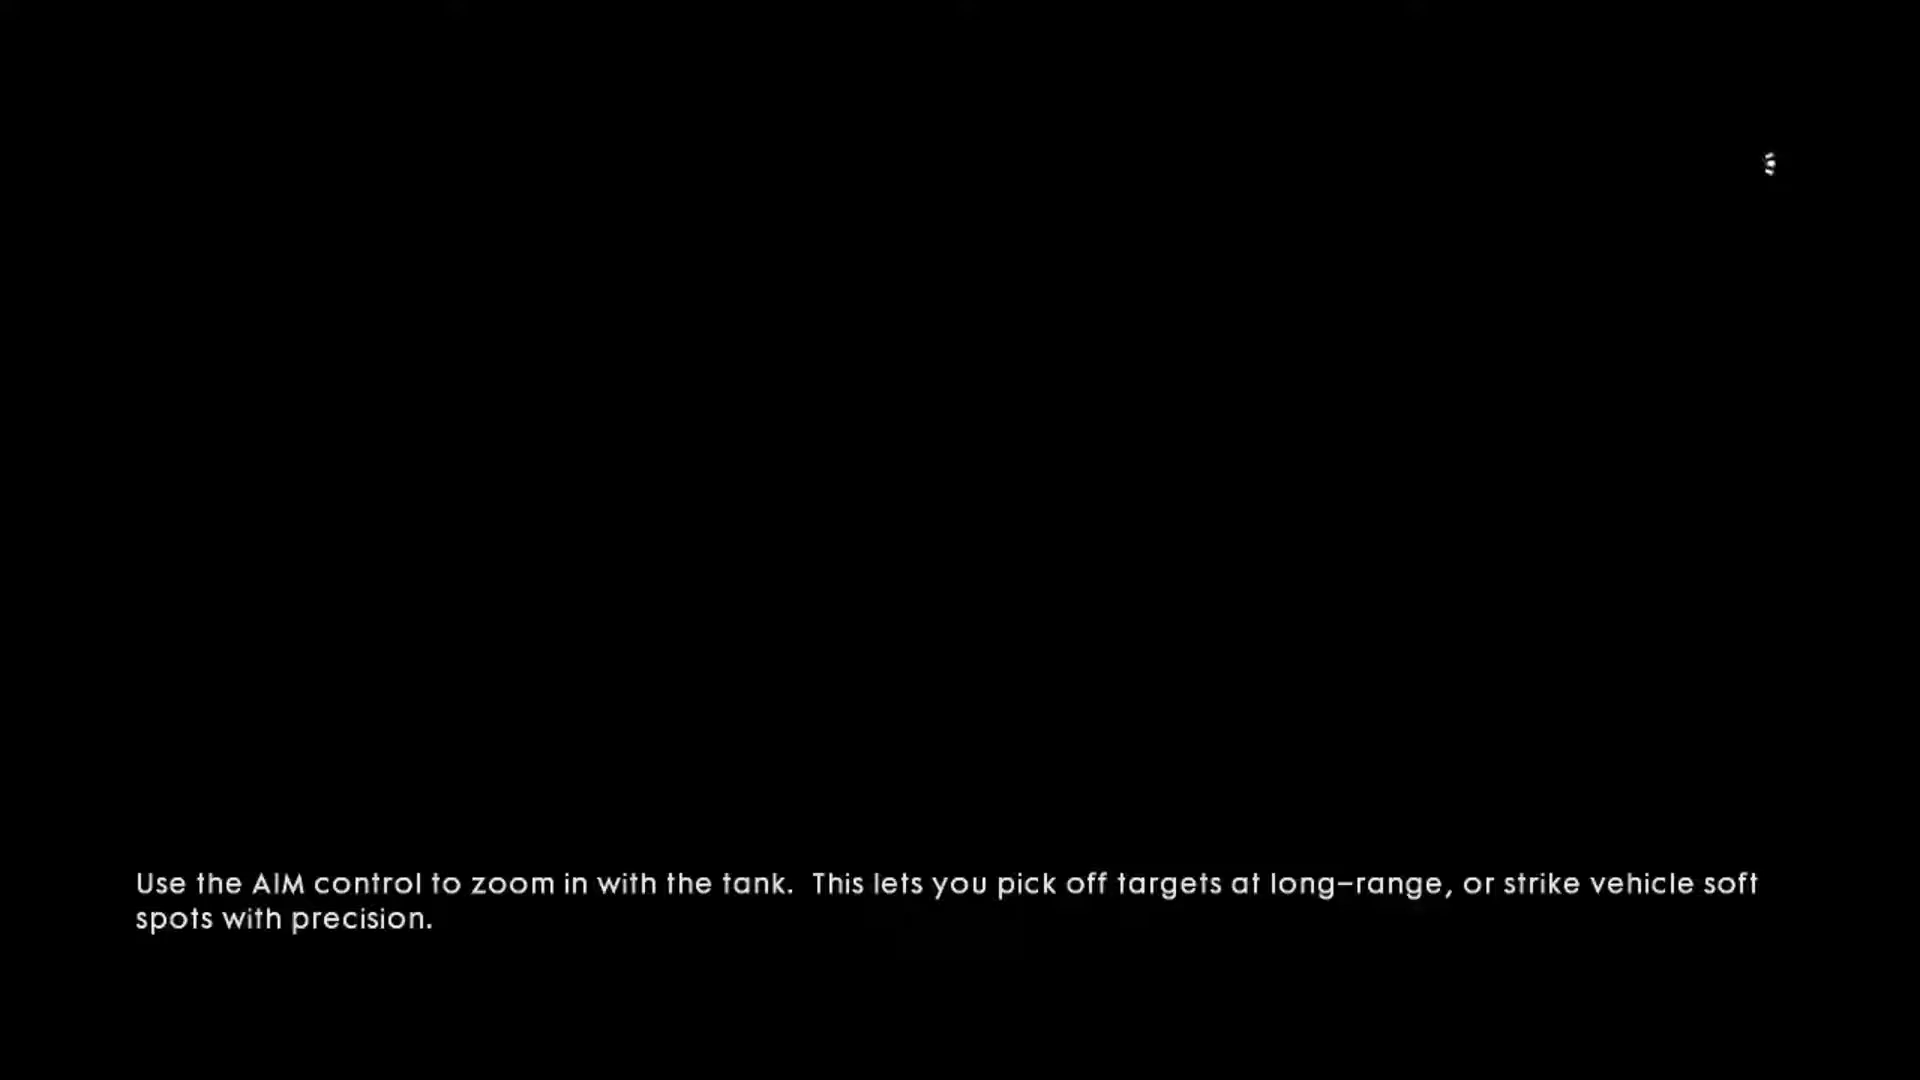 Use the AIM control to zoom in with the tank.  This lets you pick off targets at long-range, or strike vehicle soft
spots with precision.